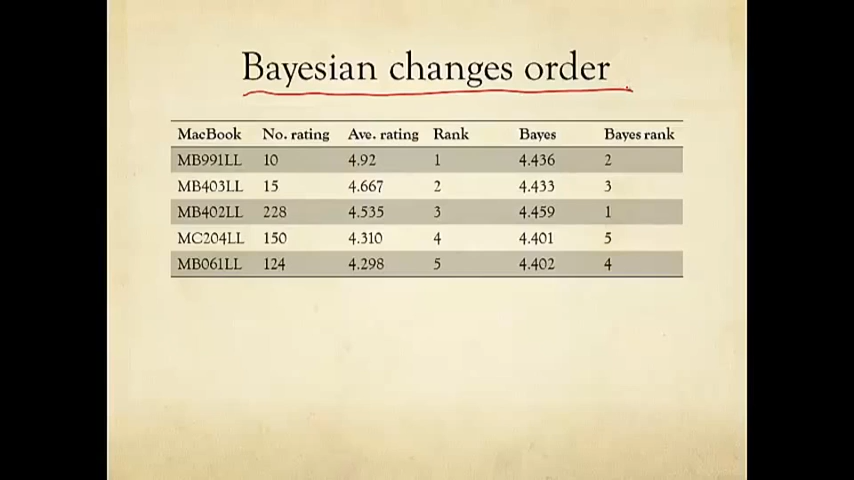 Bayesian changes order
MacBook No. rating Ave. rating Rank Bayes Bayes rank
MB991LL 10 4.92 1 4.436 2
MB403LL 15 4.667 2 4.433 3
MB402LL 228 4.535 3 4.459 1
MC204LL 150 4.310 4 4.401 5
MB061LL 124 4.298 5 4.402 4